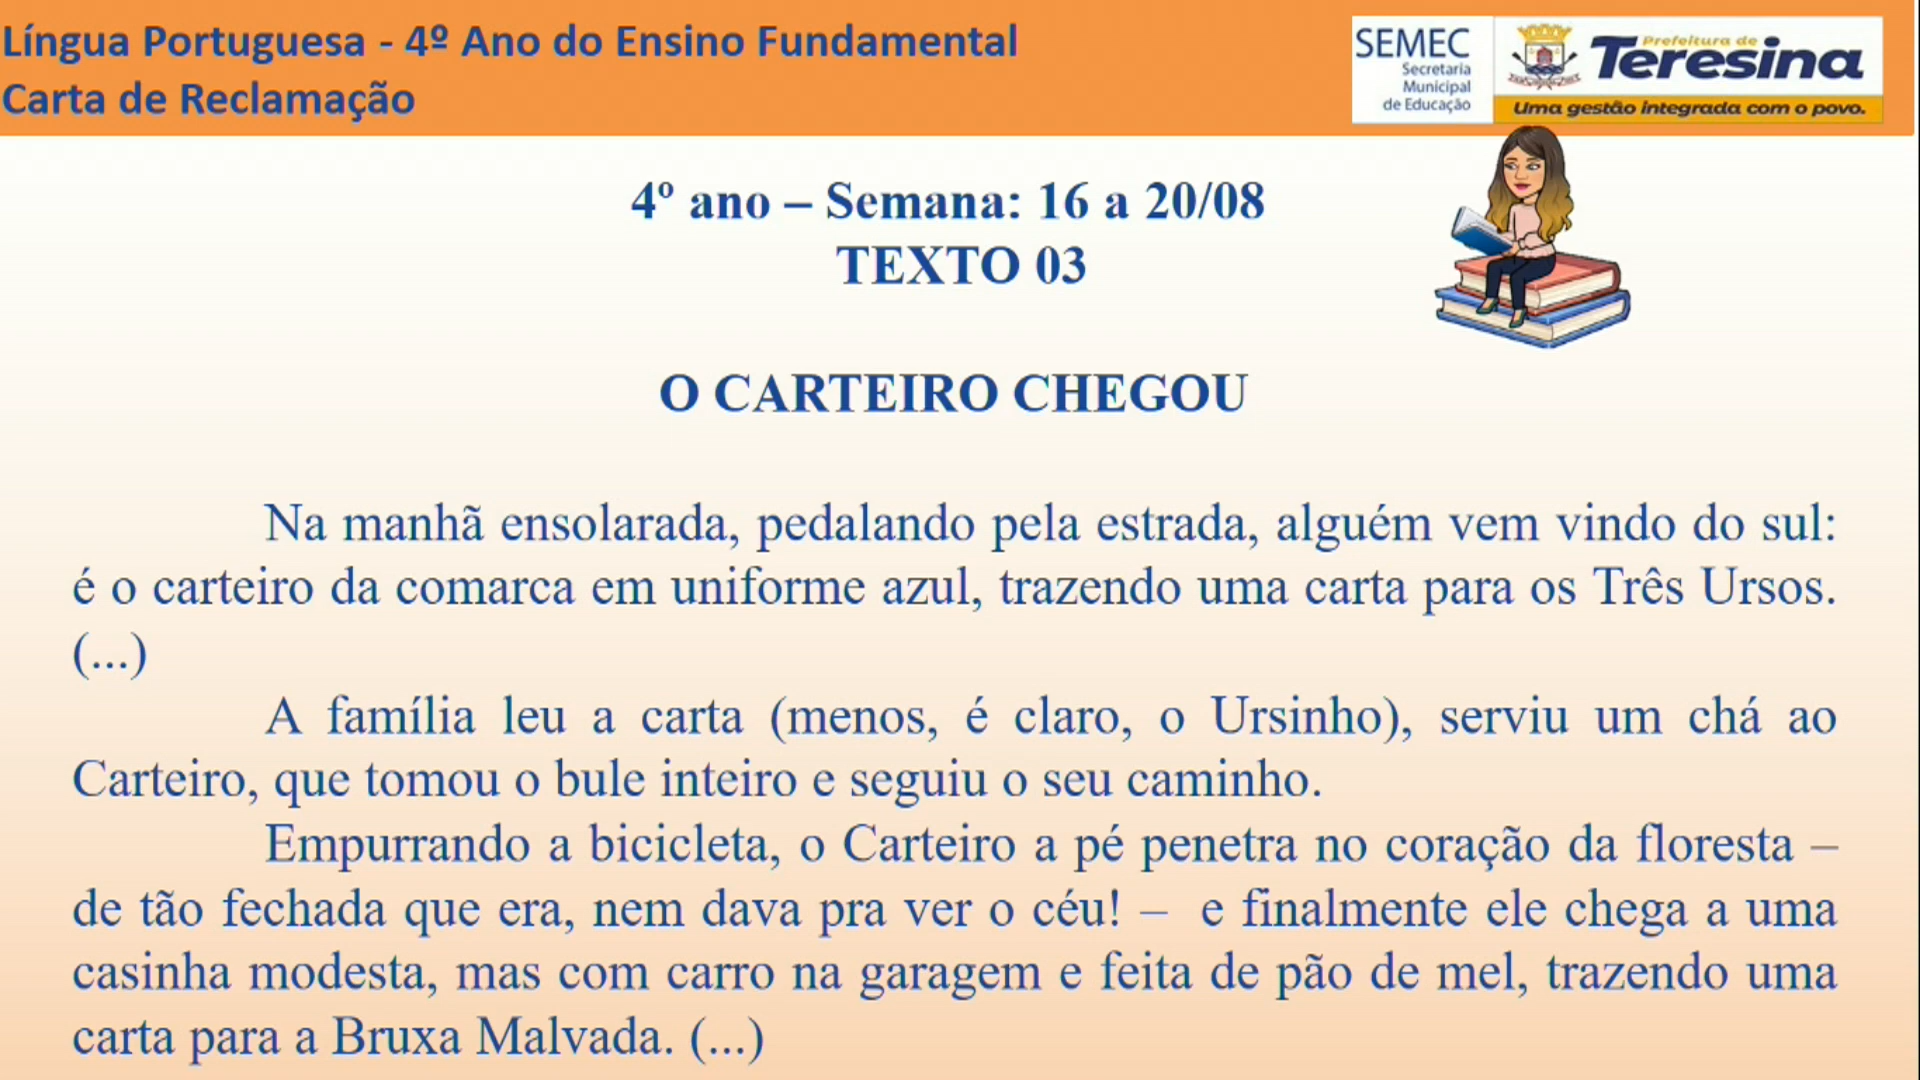 Língua Portuguesa - 4º Ano do Ensino Fundamental
Carta de Reclamação
SEMEC
Secretaria
Municipal
de Educação
Prefeitura de
Teresina
Uma gestão integrada com o povo.
4º ano – Semana: 16 a 20/08
TEXTO 03
O CARTEIRO CHEGOU
Na manhã ensolarada, pedalando pela estrada, alguém vem vindo do sul:
é o carteiro da comarca em uniforme azul, trazendo uma carta para os Três Ursos.
(...)
A família leu a carta (menos, é claro, o Ursinho), serviu um chá ao
Carteiro, que tomou o bule inteiro e seguiu o seu caminho.
Empurrando a bicicleta, o Carteiro a pé penetra no coração da floresta –
de tão fechada que era, nem dava pra ver o céu! – e finalmente ele chega a uma
casinha modesta, mas com carro na garagem e feita de pão de mel, trazendo uma
carta para a Bruxa Malvada. (...)